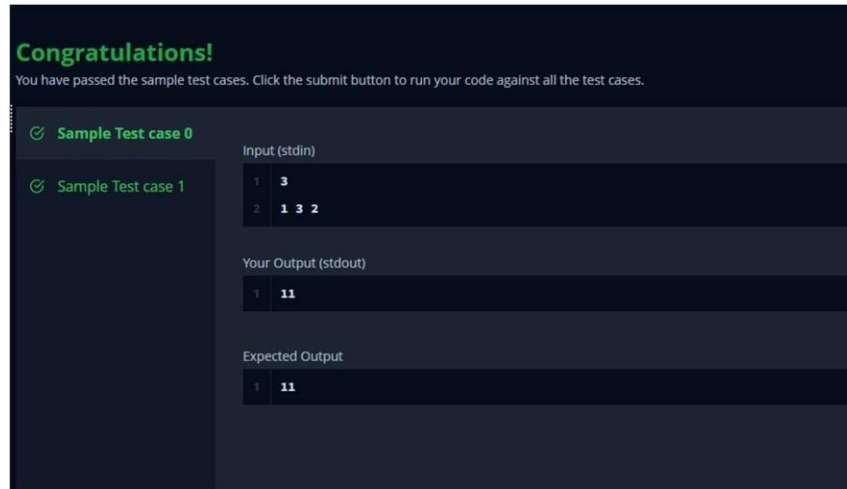 Congratulations!
You have passed the sample test cases. Click the submit button to run your code against all the test cases.
Sample Test case 0
Sample Test case 1
Input (stdin)
1 3
2 1 3 2
Your Output (stdout)
1 11
Expected Output
1 11